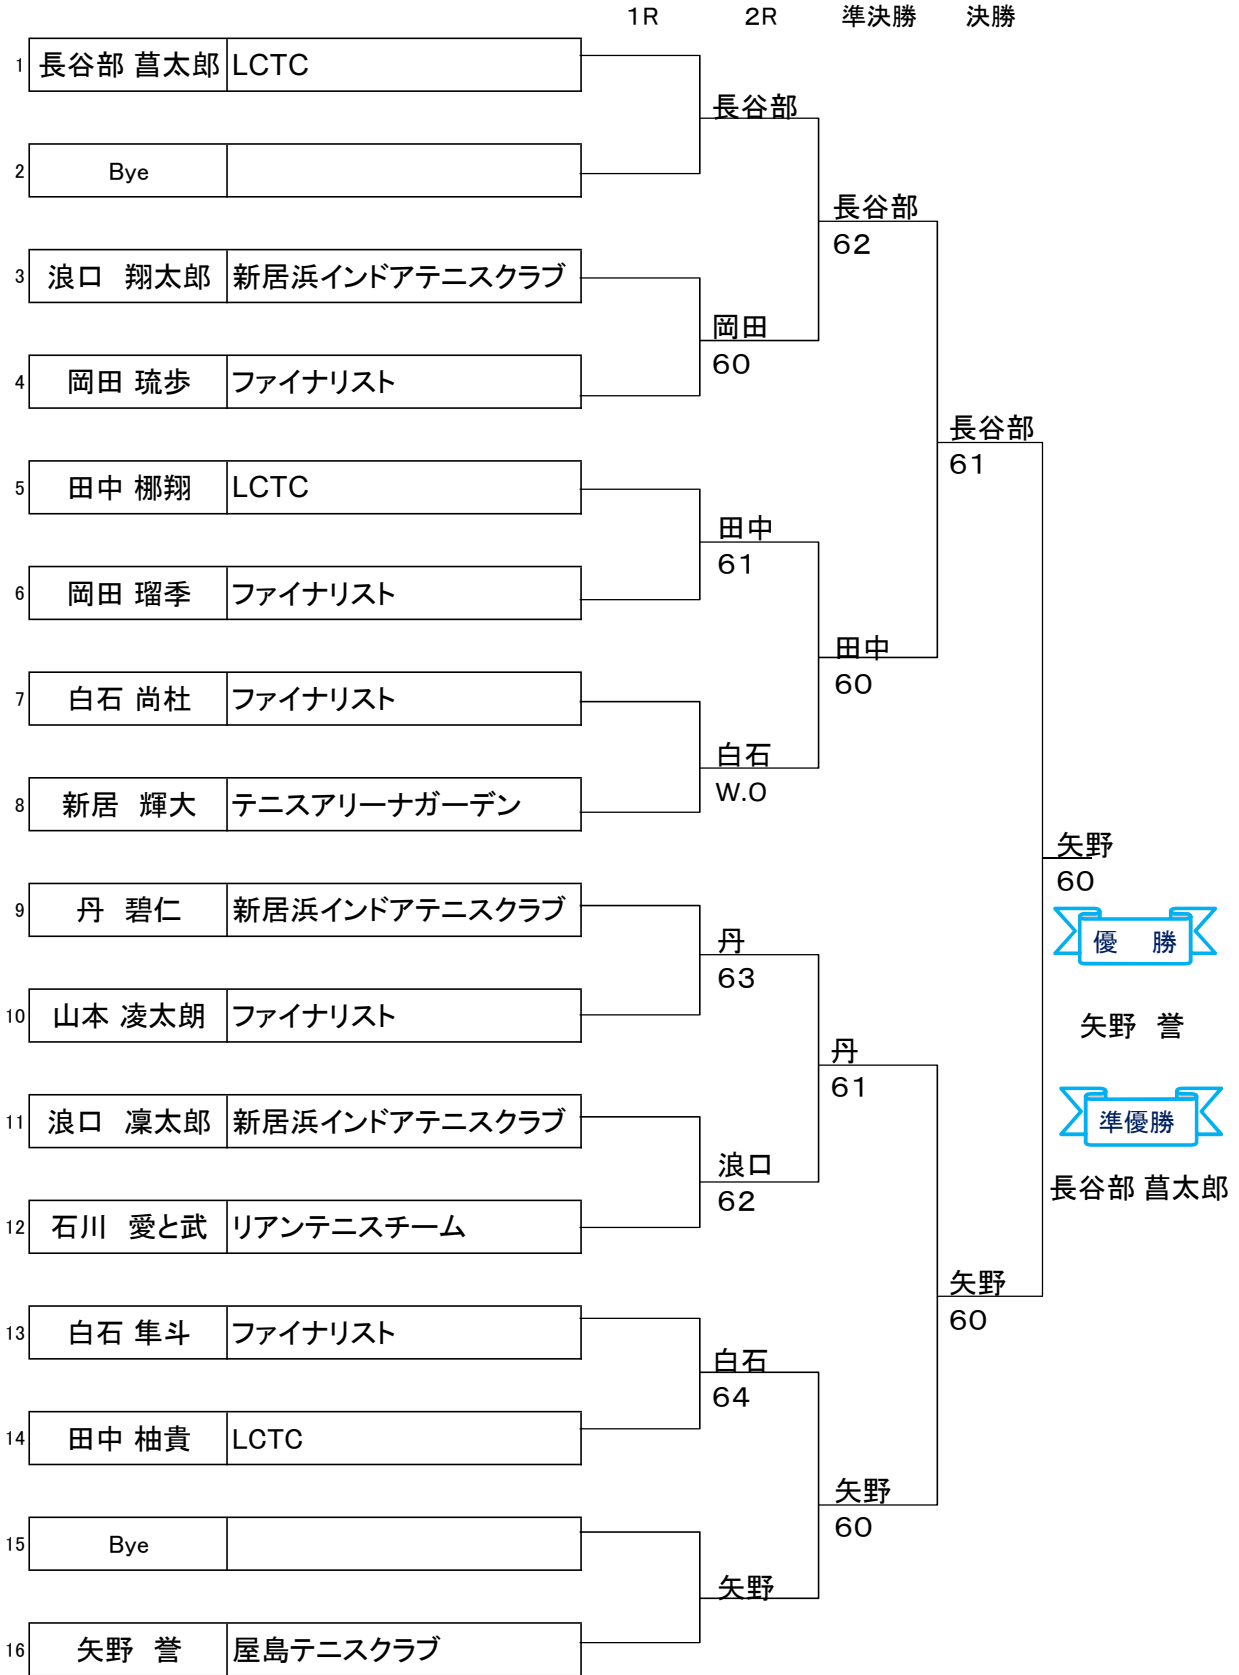 1R 2R 準決勝 決勝
1 長谷部 菖太郎 LCTC
長谷部
2 Bye
長谷部
62
3 浪口 翔太郎 新居浜インドアテニスクラブ
岡田
60
4 岡田 琉歩 ファイナリスト
長谷部
61
5 田中 梛翔 LCTC
田中
61
6 岡田 瑠季 ファイナリスト
田中
60
7 白石 尚杜 ファイナリスト
白石
W.O
8 新居 輝大 テニスアリーナガーデン
矢野
60
9 丹 碧仁 新居浜インドアテニスクラブ
優 勝
丹
63
10 山本 凌太朗 ファイナリスト
矢野 誉
丹
61
11 浪口 凜太郎 新居浜インドアテニスクラブ
準優勝
浪口
62
長谷部 菖太郎
12 石川 愛と武 リアンテニスチーム
矢野
60
13 白石 隼斗 ファイナリスト
白石
64
14 田中 柚貴 LCTC
矢野
60
15 Bye
矢野
16 矢野 誉 屋島テニスクラブ